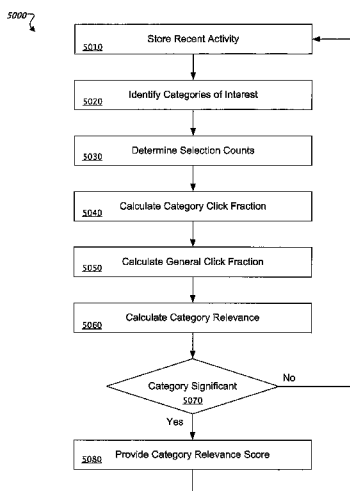 5000
Store Recent Activity
5010
Identify Categories of Interest
5020
Determine Selection Counts
5030
Calculate Category Click Fraction
5040
Calculate General Click Fraction
5050
Calculate Category Relevance
5060
No
Category Significant
5070
Yes
Provide Category Relevance Score
5080